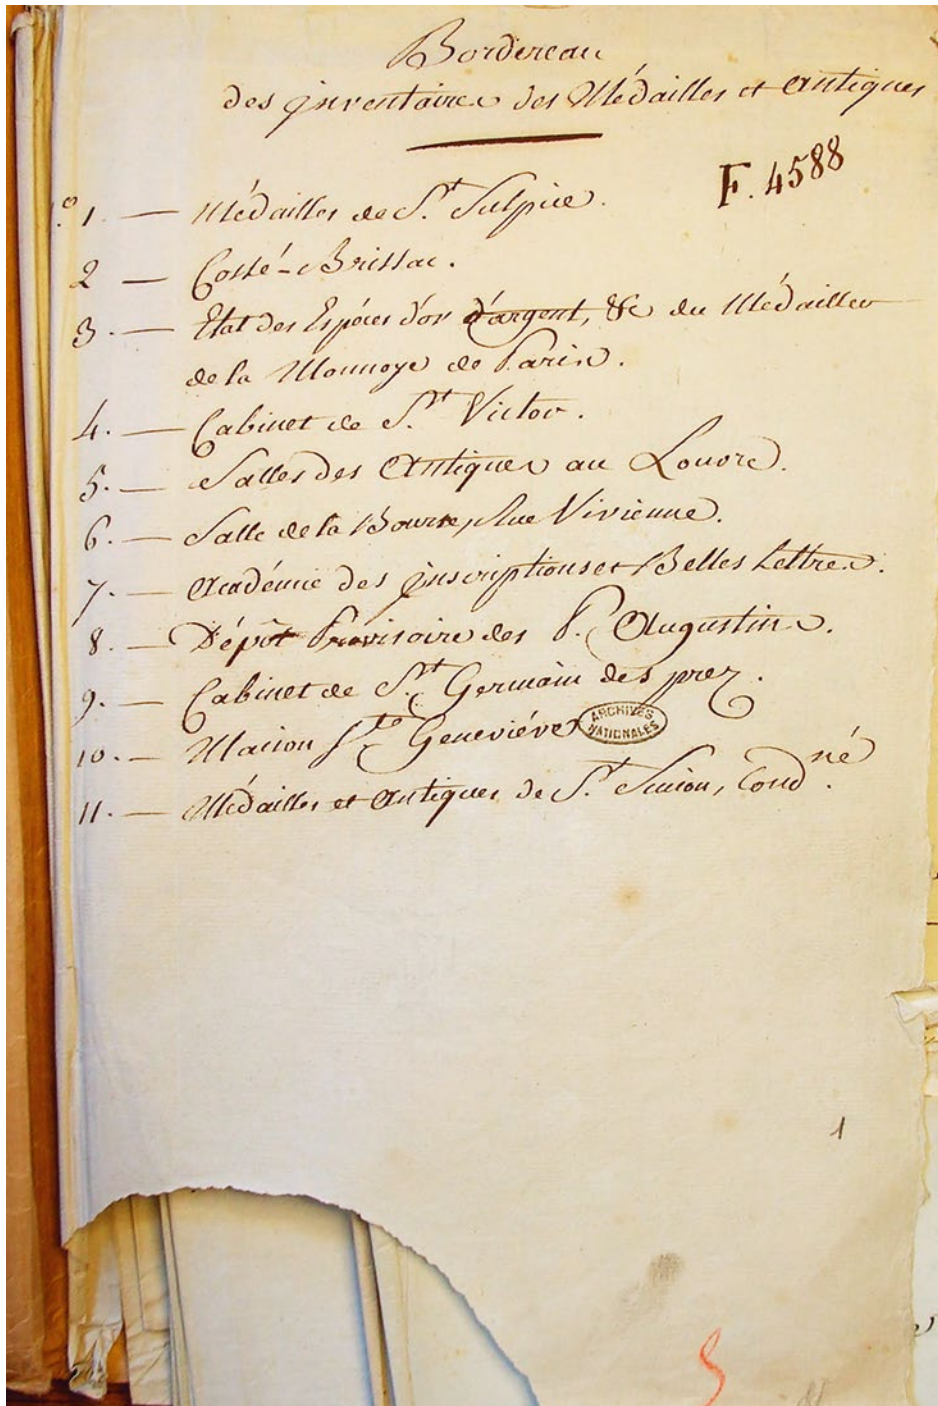 Bordereau
des inventaires des Médailles et Antiques
F. 4588
.º 1. — Médailles de S.t Sulpice.
2 — Cossé-Brissac.
3. — Etat des Espéces d'or d'argent, &c du Médailler
de la Monnoye de Paris.
4. — Cabinet de S.t Victor.
5. — Salles des Antiques au Louvre.
6. — Salle de la Bourse, Rue Vivienne.
7. — Académie des inscriptions et Belles Lettres.
8. — Dépôt Provisoire des P. Augustins.
9. — Cabinet de S.t Germain des prez.
10. — Maison S.te Geneviéve
ARCHIVES NATIONALES
11. — Médailles et Antiques de S.t Simon, Cond.né
1